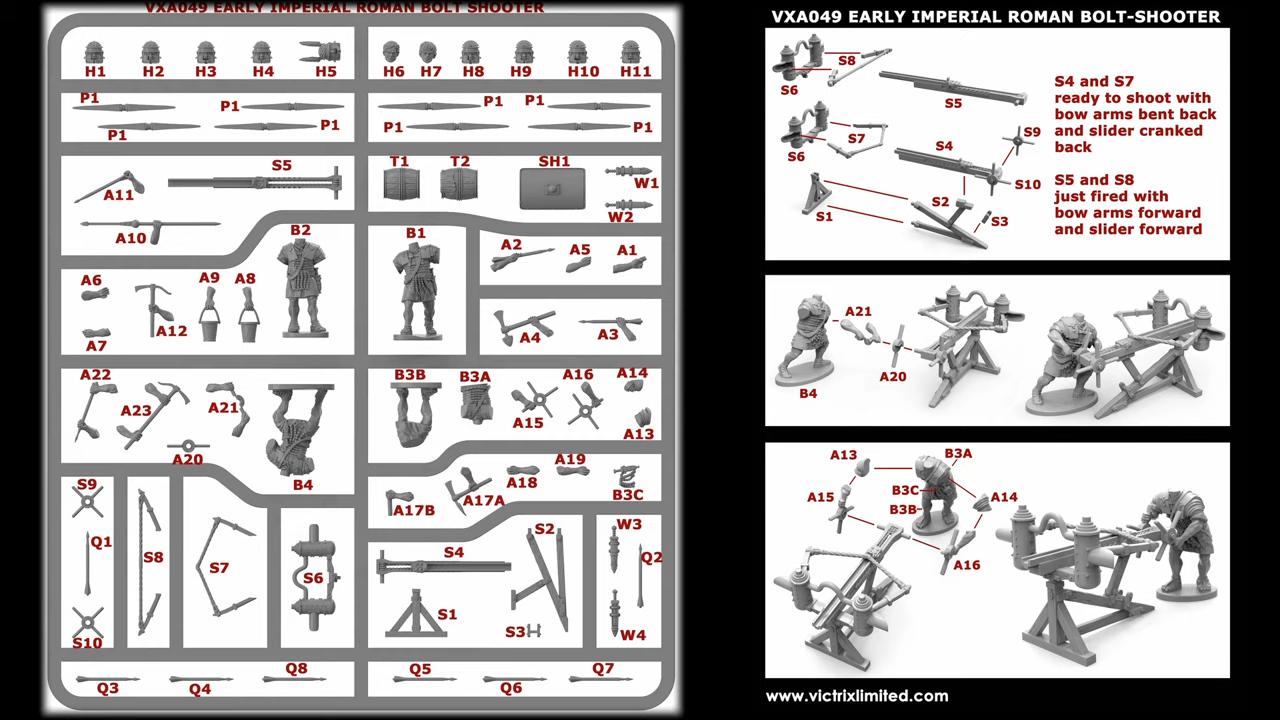 VXA049 EARLY IMPERIAL ROMAN BOLT SHOOTER
H1 H2 H3 H4 H5 H6 H7 H8 H9 H10 H11
P1 P1 P1 P1
P1 P1 P1 P1
S5 T1 T2 SH1
A11 W1
W2
A10
B2 B1
A2 A5 A1
A6 A9 A8
A12 A4 A3
A7
A22 B3B B3A A16 A14
A23 A21
A15
A13
A20
B4
A19
A18
S9 A17B A17A B3C
W3
S2
Q1 S8 S7 S6 S4 Q2
S1
S3 W4
S10
Q8 Q5 Q7
Q3 Q4 Q6
VXA049 EARLY IMPERIAL ROMAN BOLT-SHOOTER
S8
S6
S5
S7
S6
S4
S9
S10
S1
S2
S3
S4 and S7
ready to shoot with
bow arms bent back
and slider cranked
back
S5 and S8
just fired with
bow arms forward
and slider forward
A21
A20
B4
A13 B3A
B3C
A15 A14
B3B
A16
www.victrixlimited.com